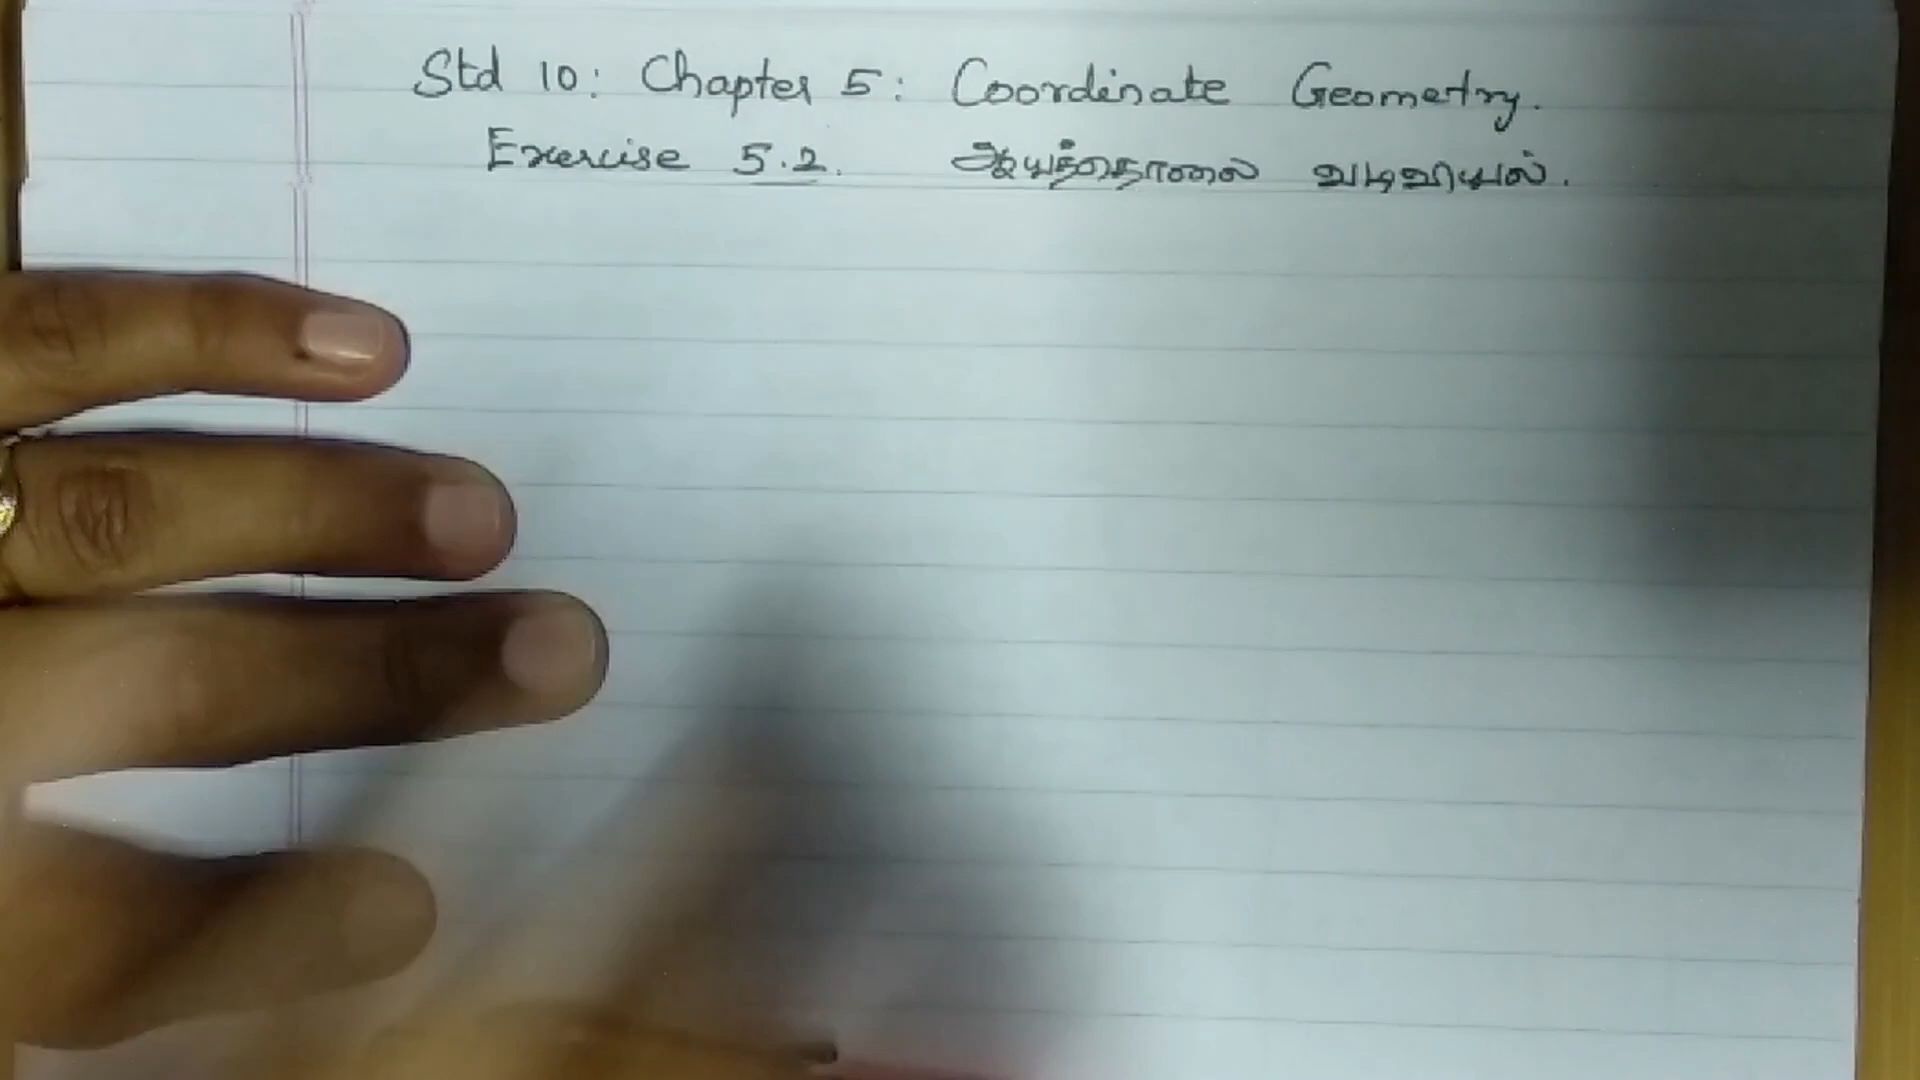 Std 10: Chapter 5: Coordinate Geometry.
Exercise 5.2. ஆயத்தொலை வடிவியல்.